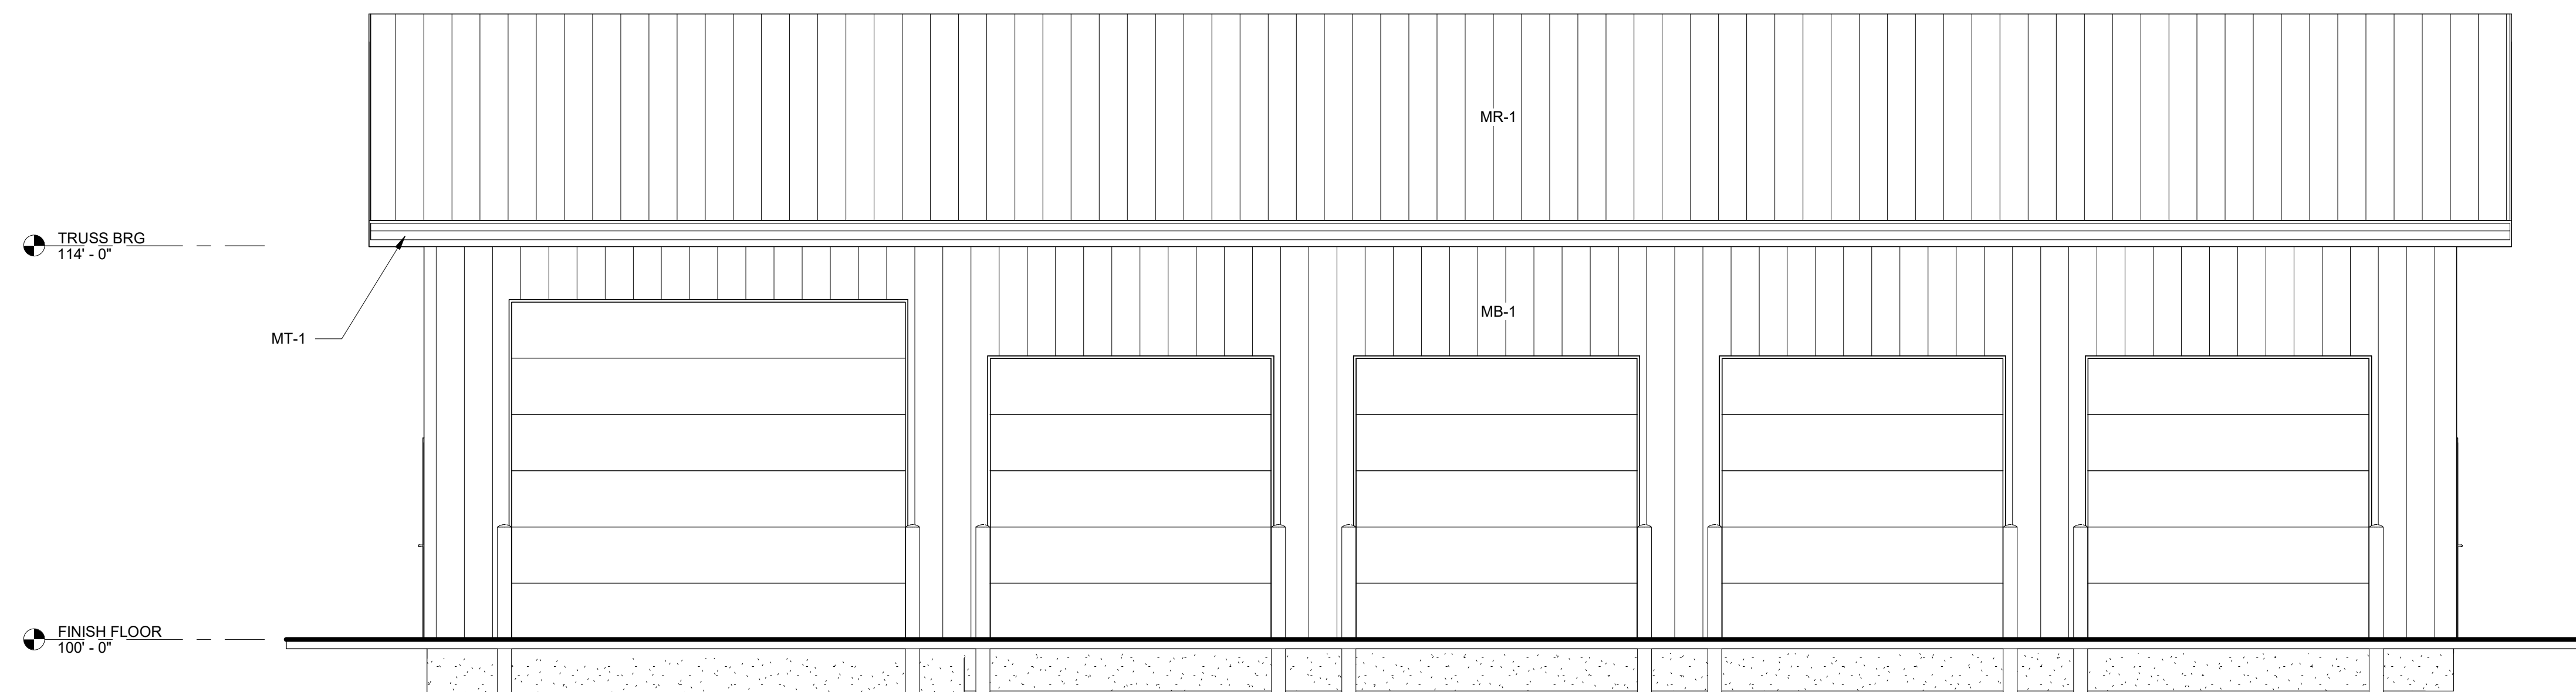 MR-1
TRUSS BRG
114' - 0"
MB-1
MT-1
FINISH FLOOR
100' - 0"